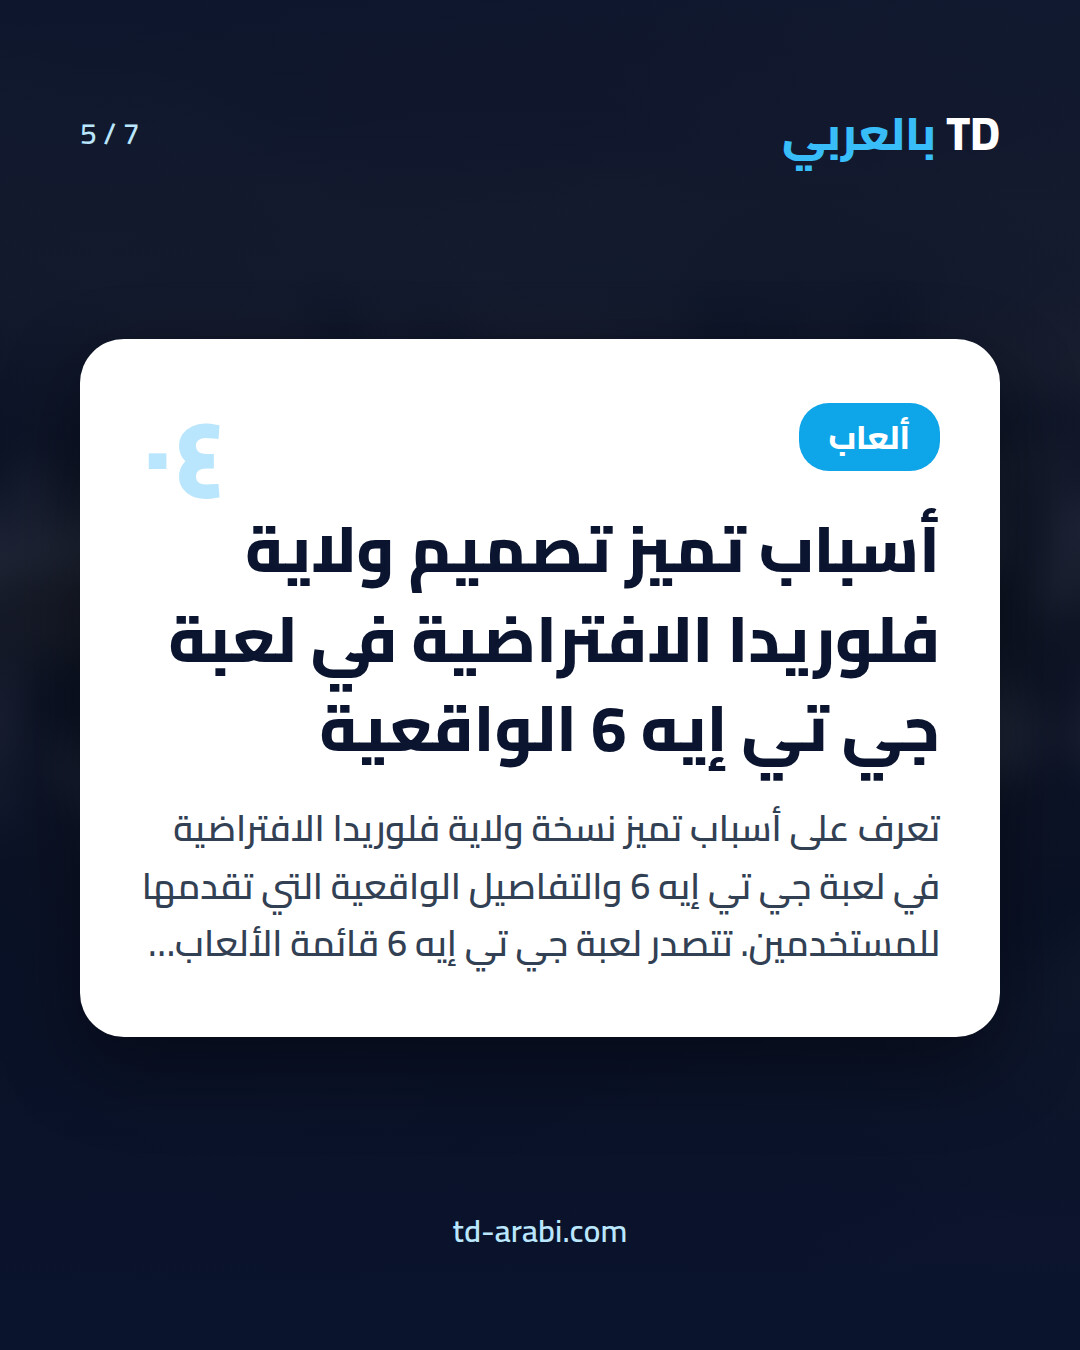 TD بالعربي
5 / 7
ألعاب
٠٤
أسباب تميز تصميم ولاية
فلوريدا الافتراضية في لعبة
جي تي إيه 6 الواقعية
تعرف على أسباب تميز نسخة ولاية فلوريدا الافتراضية
في لعبة جي تي إيه 6 والتفاصيل الواقعية التي تقدمها
للمستخدمين. تتصدر لعبة جي تي إيه 6 قائمة الألعاب...
td-arabi.com